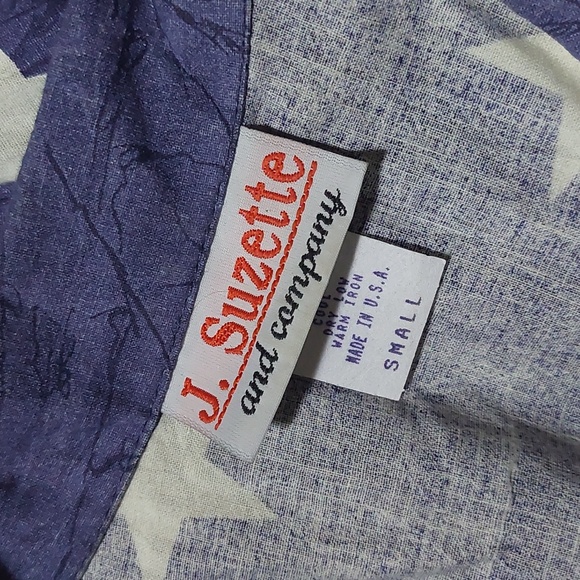 J. Suzette
and company
COOL
DRY LOW
WARM IRON
MADE IN U.S.A.
SMALL